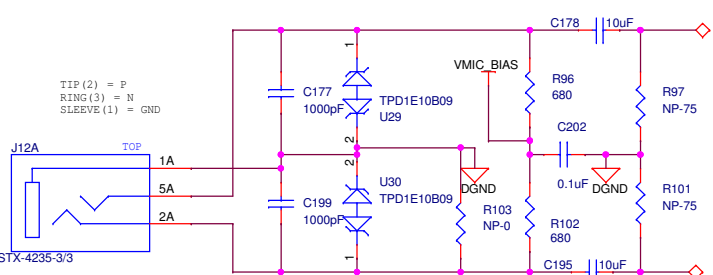 C178
10uF
VMIC_BIAS
TIP(2) = P
RING(3) = N
SLEEVE(1) = GND
C177
1000pF
1
TPD1E10B09
U29
2
R96
680
R97
NP-75
C202
0.1uF
J12A
TOP
1A
5A
2A
STX-4235-3/3
C199
1000pF
2
U30
TPD1E10B09
1
DGND
R103
NP-0
R102
680
DGND
R101
NP-75
C195
10uF